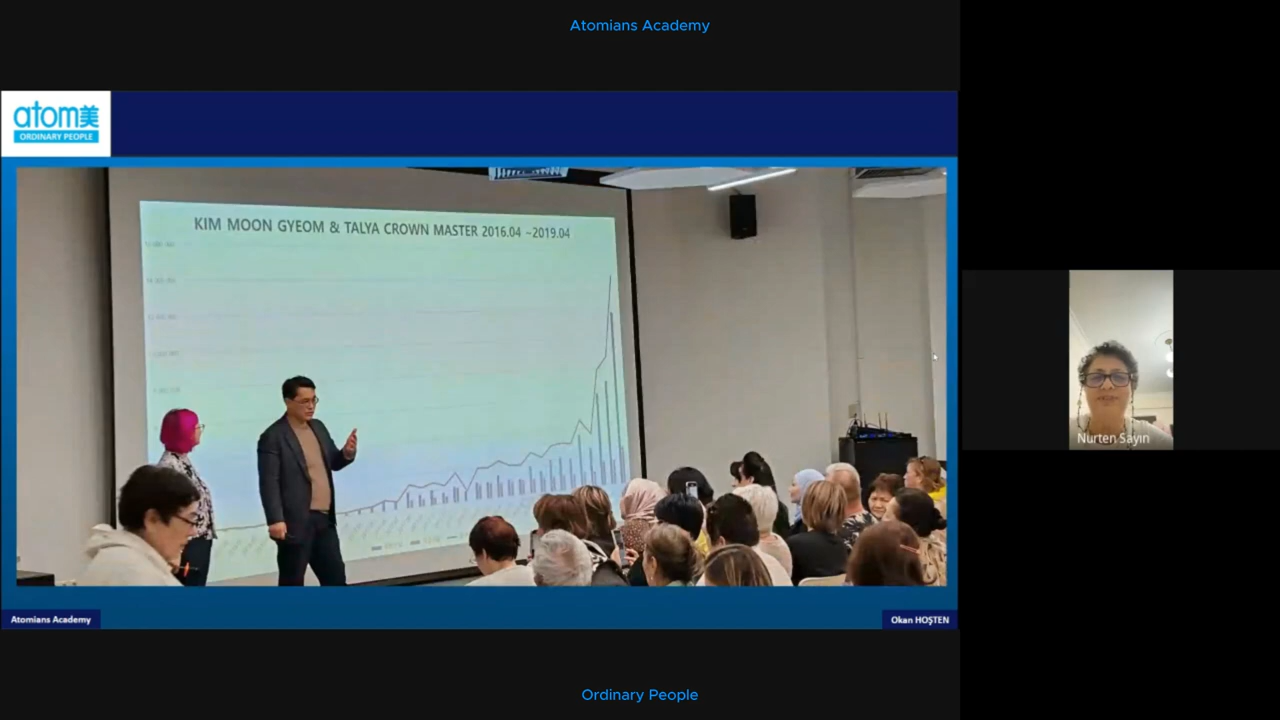 Atomians Academy
atom美
ORDINARY PEOPLE
KIM MOON GYEOM & TALYA CROWN MASTER 2016.04 ~2019.04
Nurten Sayın
Atomians Academy
Okan HOŞTEN
Ordinary People